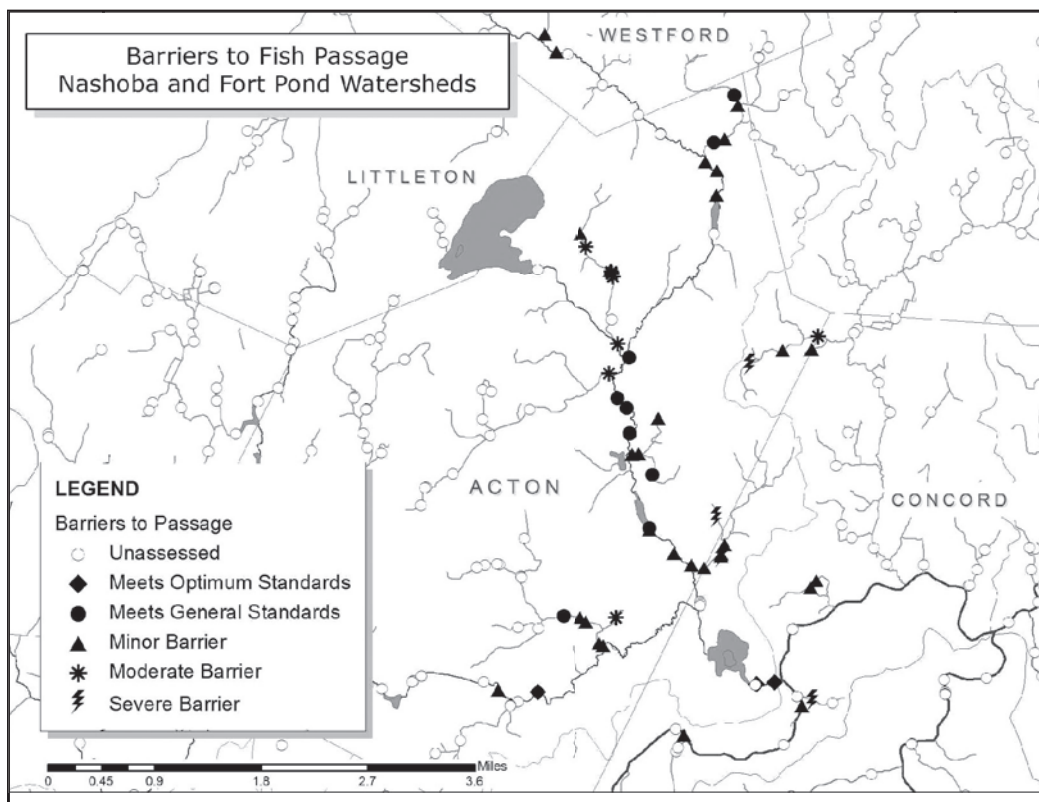 Barriers to Fish Passage
Nashoba and Fort Pond Watersheds
WESTFORD
LITTLETON
ACTON
CONCORD
LEGEND
Barriers to Passage
Unassessed
Meets Optimum Standards
Meets General Standards
Minor Barrier
Moderate Barrier
Severe Barrier
Miles
0 0.45 0.9 1.8 2.7 3.6